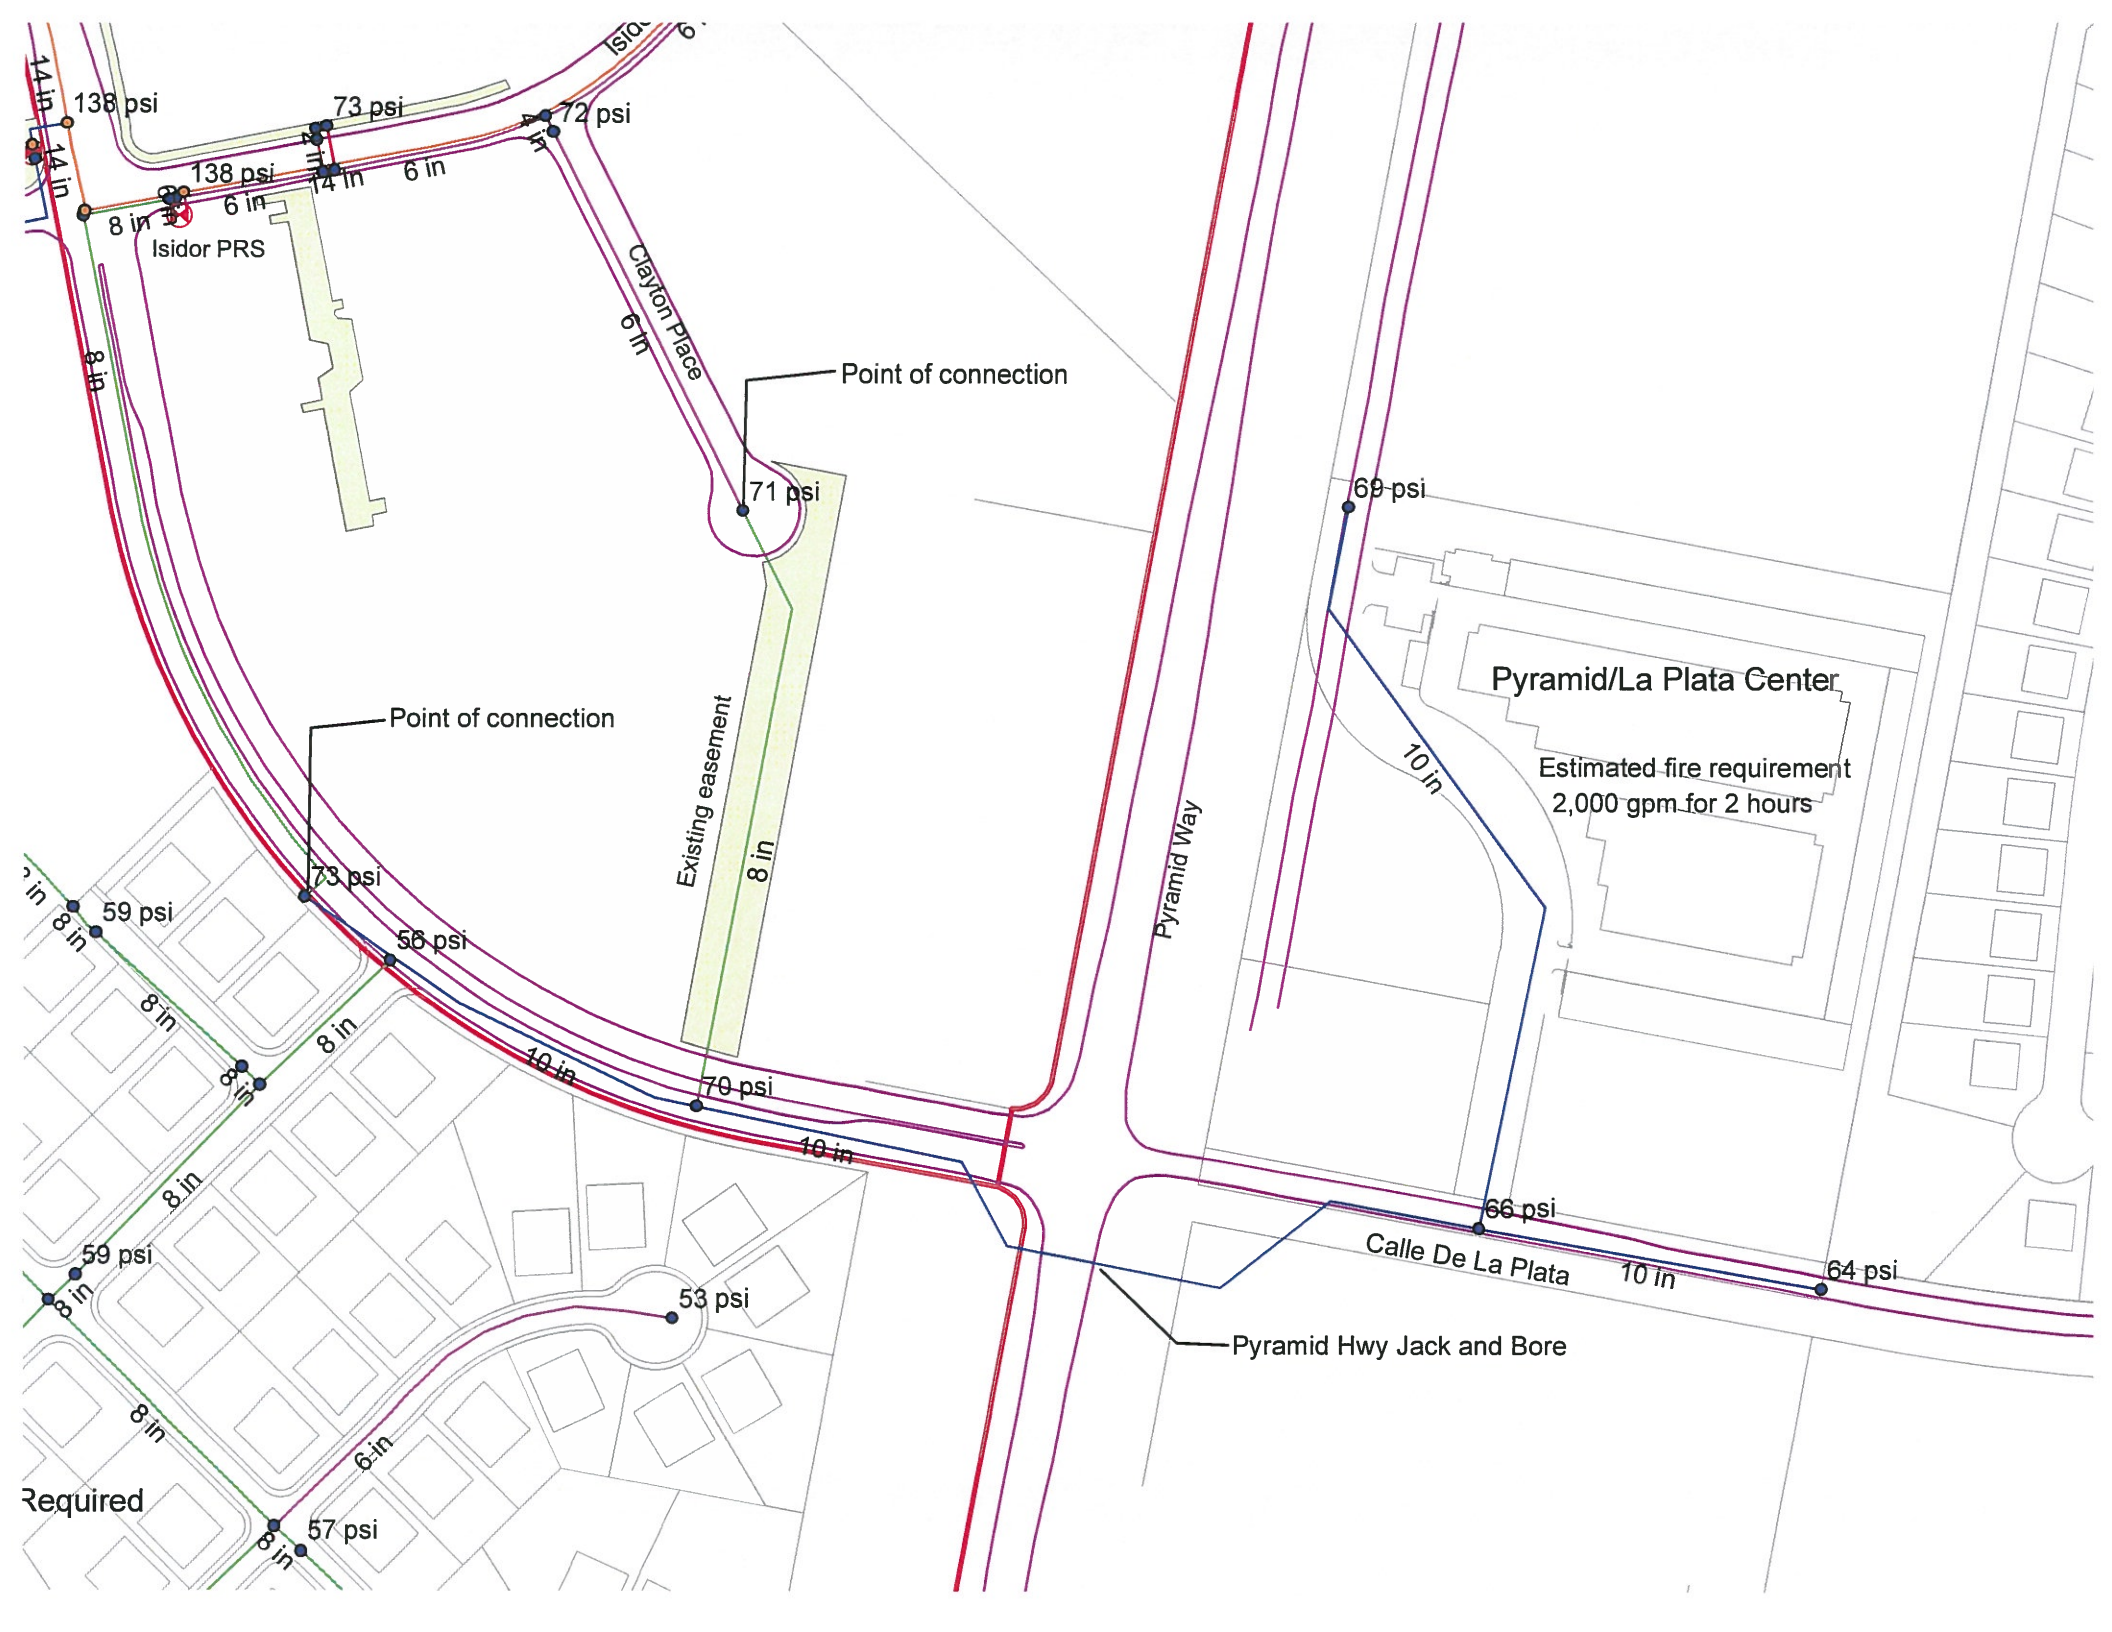 14 in
138 psi
73 psi
72 psi
4 in
14 in
138 psi
14 in
6 in
8 in
6 in
Isidor PRS
Clayton Place
6 in
8 in
Point of connection
71 psi
69 psi
Pyramid/La Plata Center
Estimated fire requirement
2,000 gpm for 2 hours
10 in
Point of connection
Existing easement
8 in
Pyramid Way
73 psi
59 psi
8 in
56 psi
8 in
8 in
8 in
10 in
70 psi
10 in
8 in
66 psi
Calle De La Plata
10 in
64 psi
59 psi
8 in
53 psi
Pyramid Hwy Jack and Bore
8 in
6 in
Required
57 psi
8 in